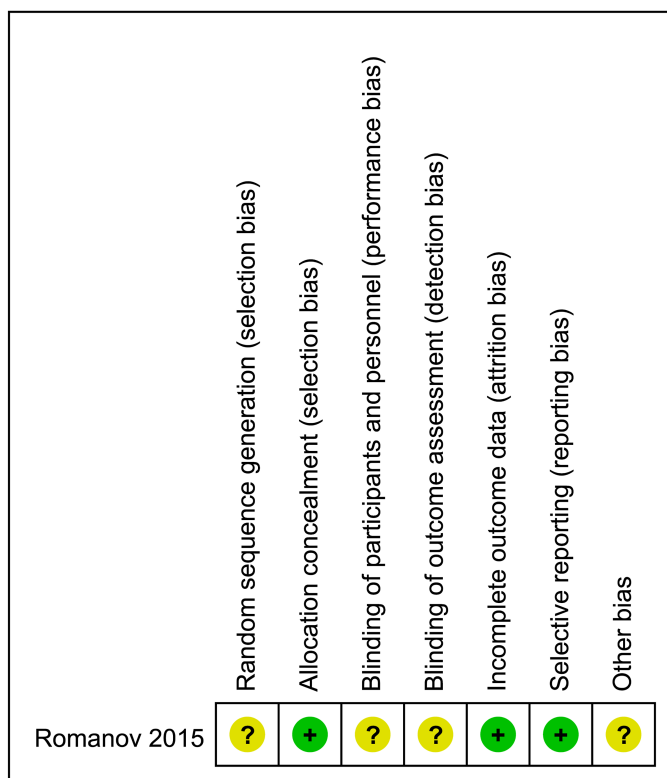 Random sequence generation (selection bias)
Allocation concealment (selection bias)
Blinding of participants and personnel (performance bias)
Blinding of outcome assessment (detection bias)
Incomplete outcome data (attrition bias)
Selective reporting (reporting bias)
Other bias
Romanov 2015 ? + ? ? + + ?